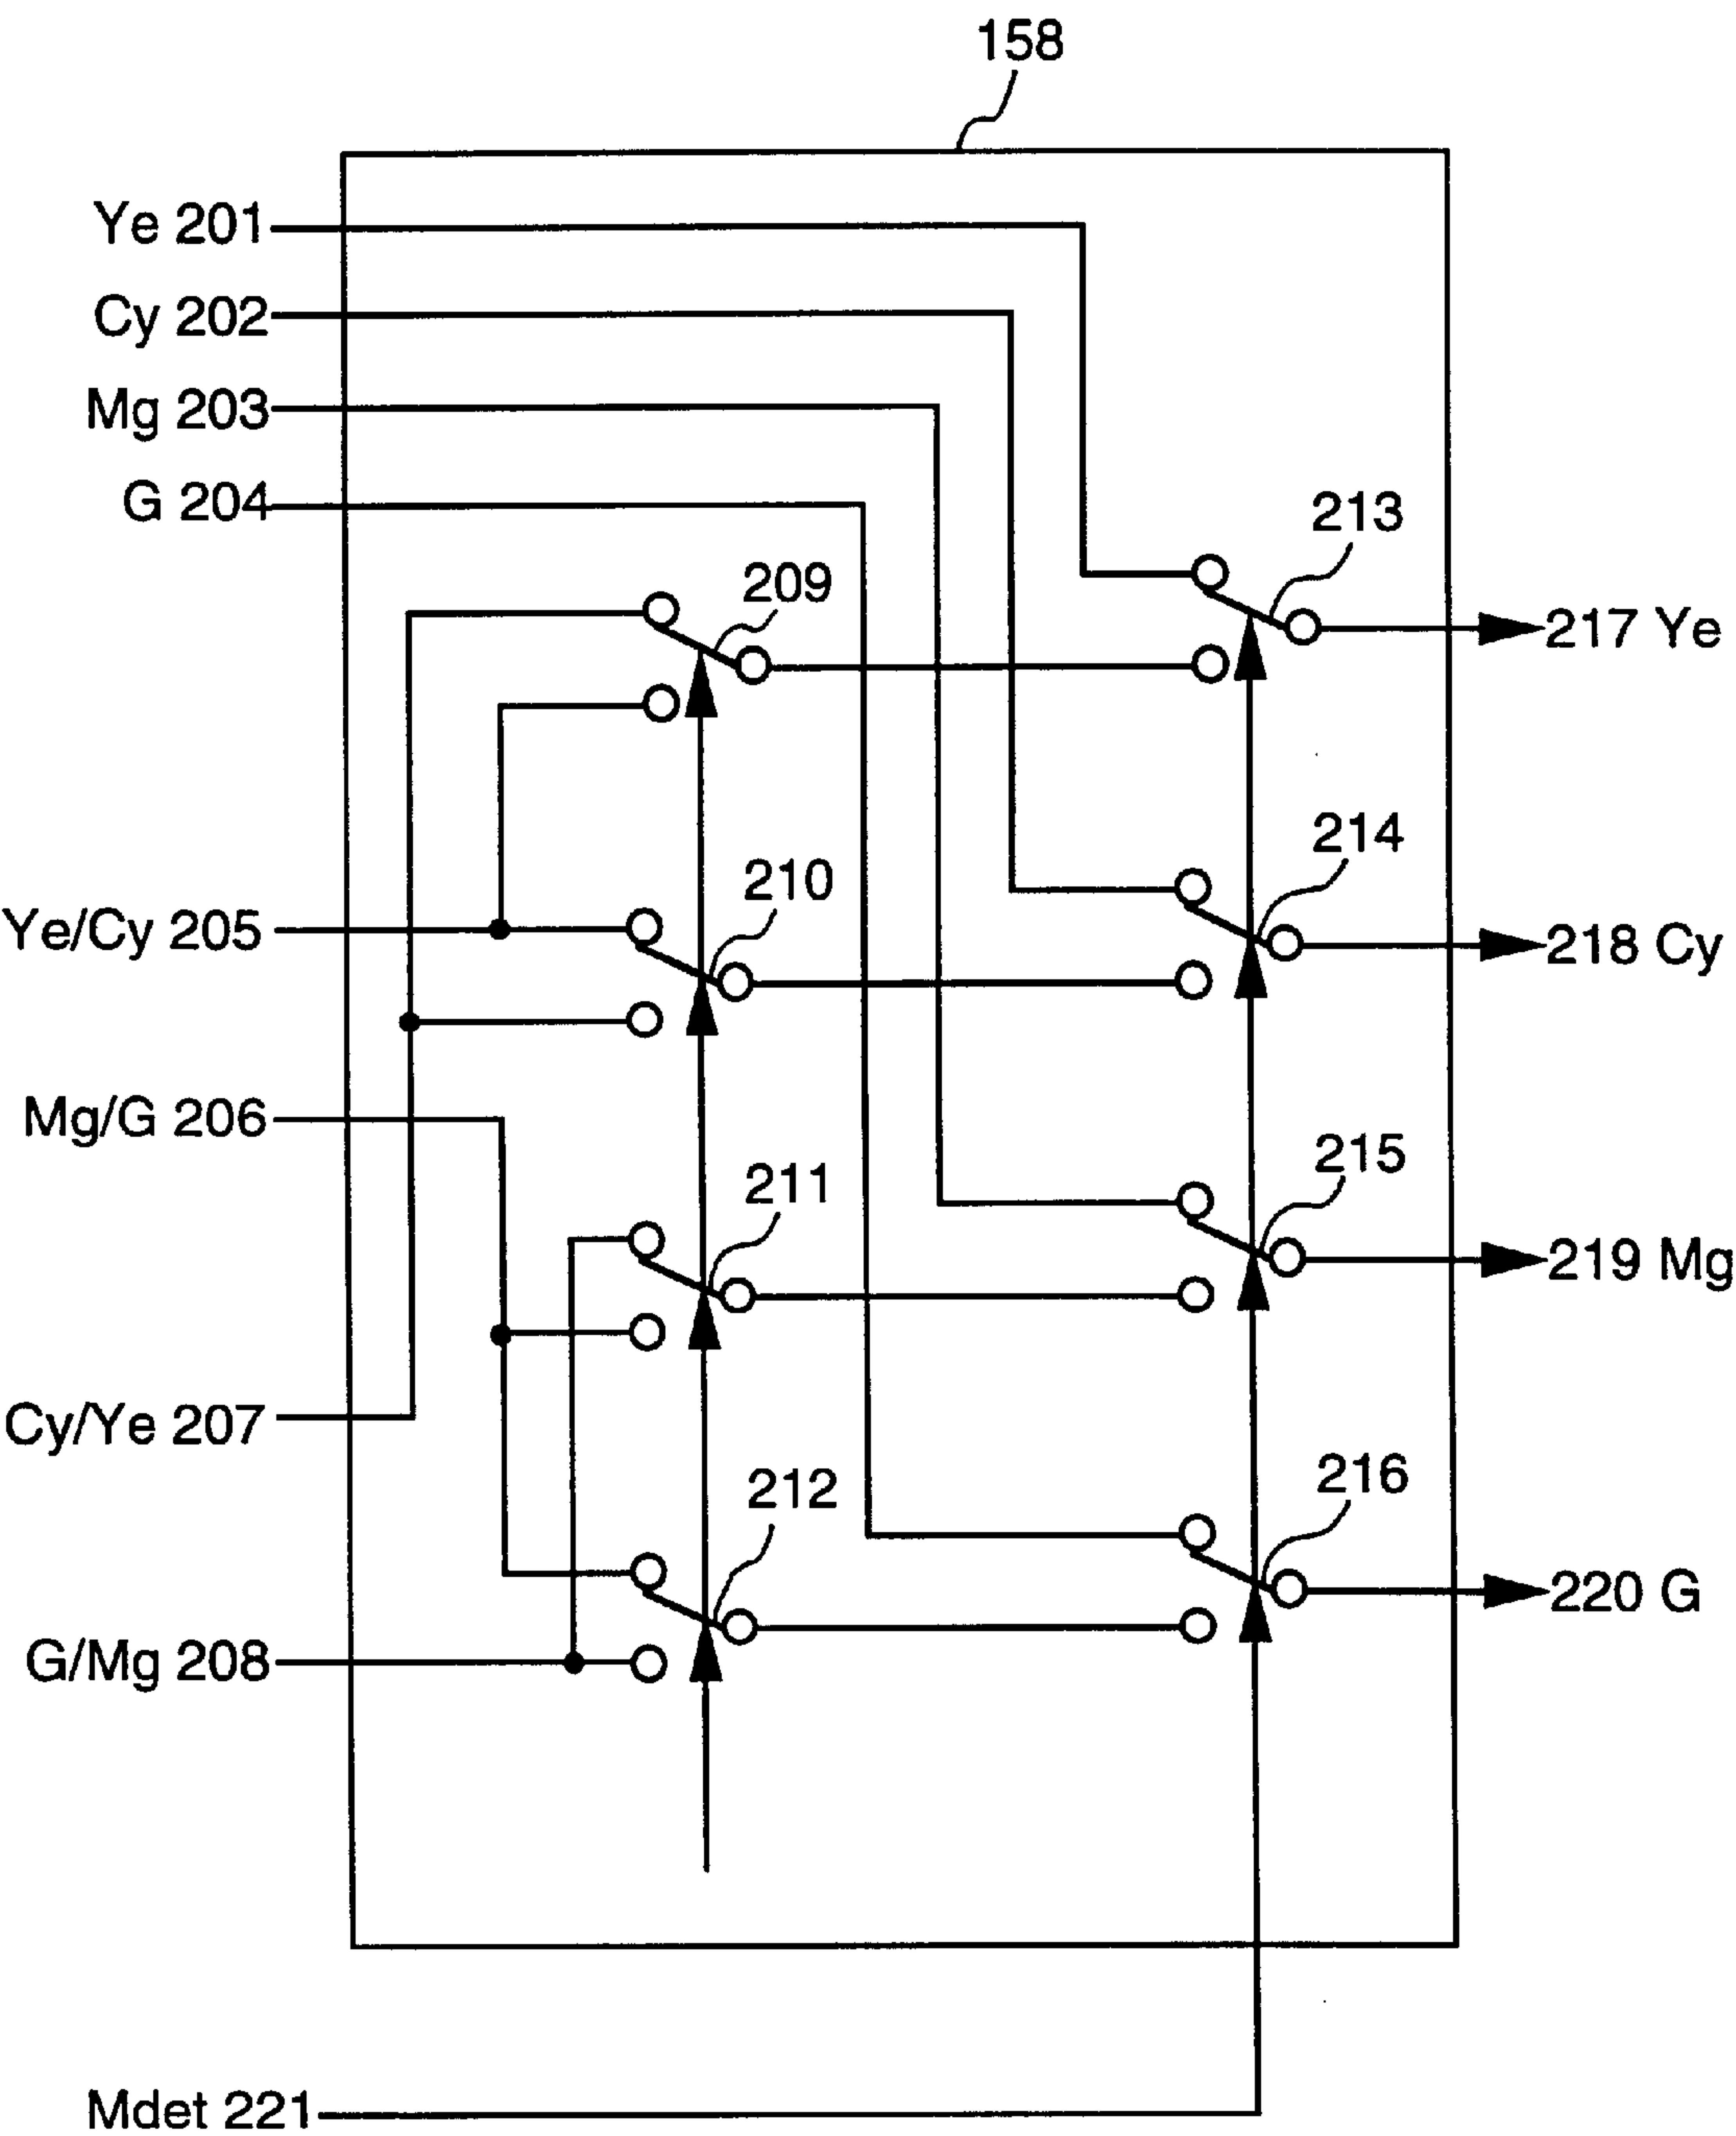 158
Ye 201
Cy 202
Mg 203
G 204
213
209
217 Ye
214
210
Ye/Cy 205
218 Cy
Mg/G 206
215
211
219 Mg
Cy/Ye 207
216
212
220 G
G/Mg 208
Mdet 221